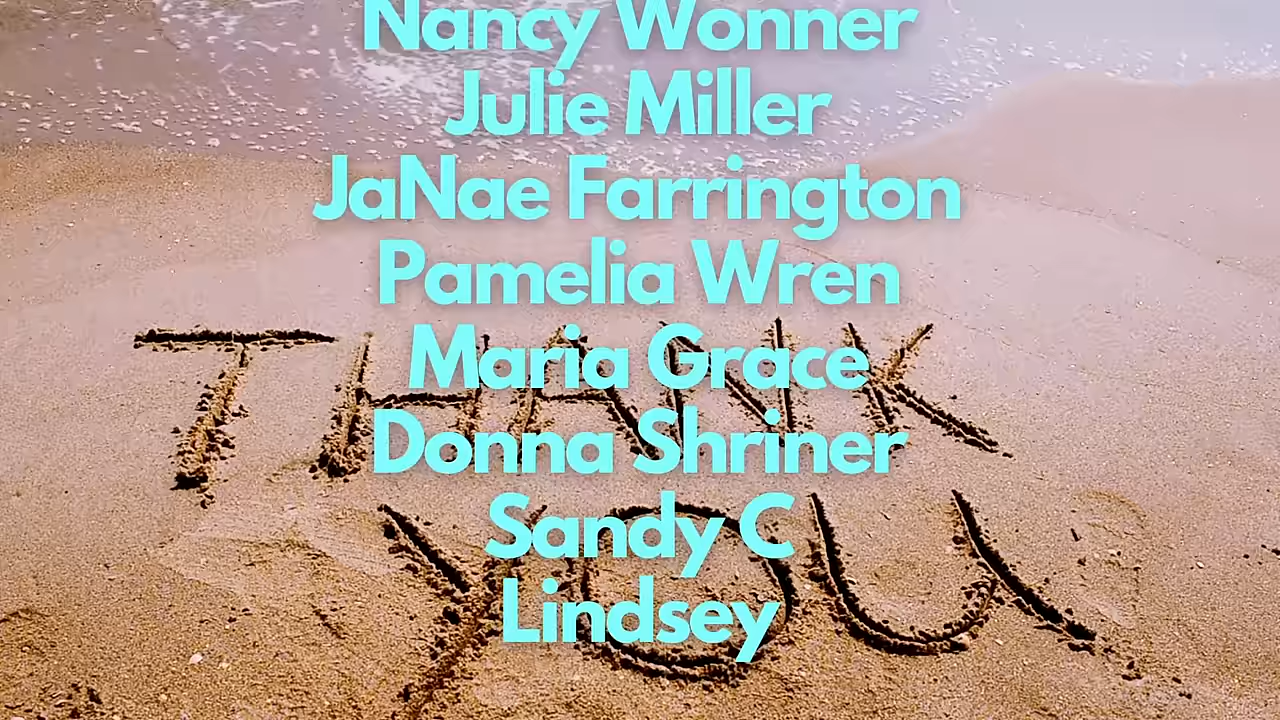 Nancy Wonner
Julie Miller
JaNae Farrington
Pamelia Wren
Maria Grace
Donna Shriner
Sandy C
Lindsey
THANK
YOU